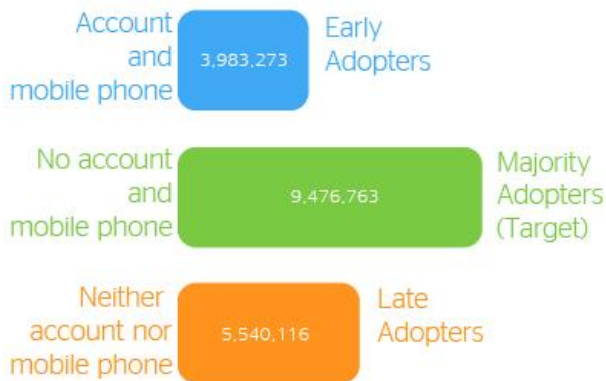 Account
and
mobile phone
3,983,273
Early
Adopters
No account
and
mobile phone
9,476,763
Majority
Adopters
(Target)
Neither
account nor
mobile phone
5,540,116
Late
Adopters